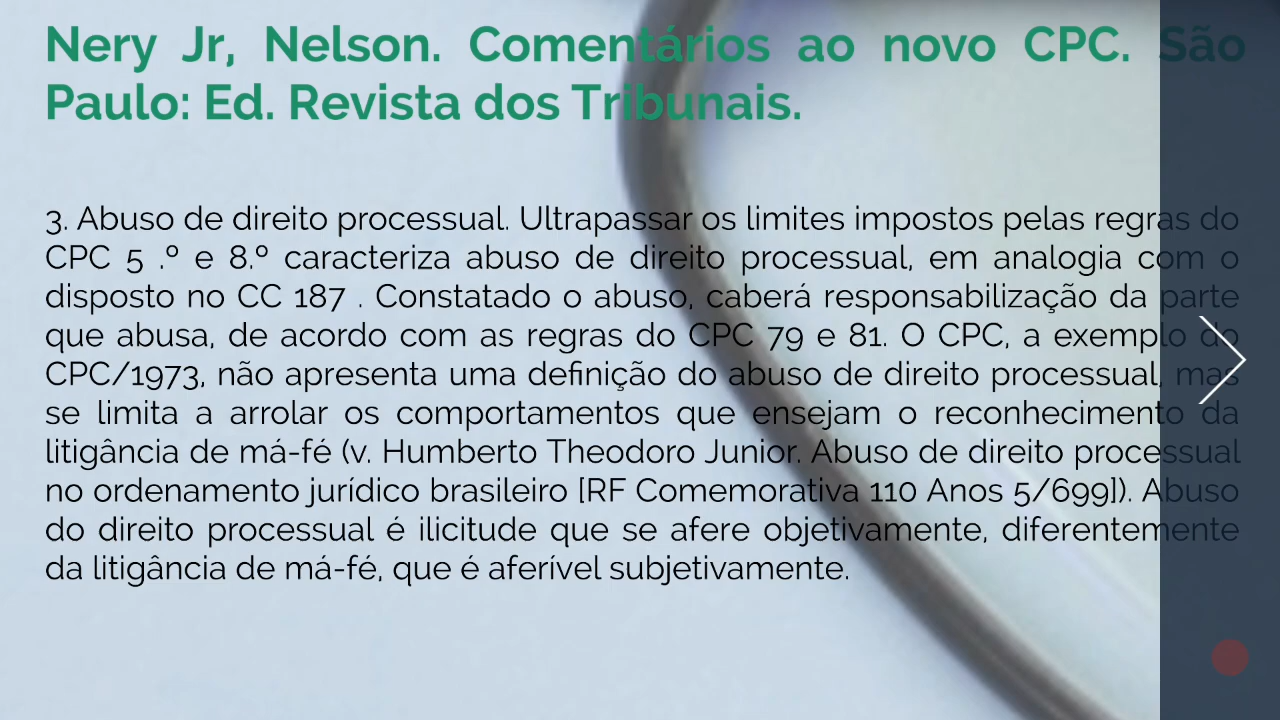 Nery Jr, Nelson. Comentários ao novo CPC. São
Paulo: Ed. Revista dos Tribunais.
3. Abuso de direito processual. Ultrapassar os limites impostos pelas regras do
CPC 5 .º e 8.º caracteriza abuso de direito processual, em analogia com o
disposto no CC 187 . Constatado o abuso, caberá responsabilização da parte
que abusa, de acordo com as regras do CPC 79 e 81. O CPC, a exemplo do
CPC/1973, não apresenta uma definição do abuso de direito processual, mas
se limita a arrolar os comportamentos que ensejam o reconhecimento da
litigância de má-fé (v. Humberto Theodoro Junior. Abuso de direito processual
no ordenamento jurídico brasileiro [RF Comemorativa 110 Anos 5/699]). Abuso
do direito processual é ilicitude que se afere objetivamente, diferentemente
da litigância de má-fé, que é aferível subjetivamente.